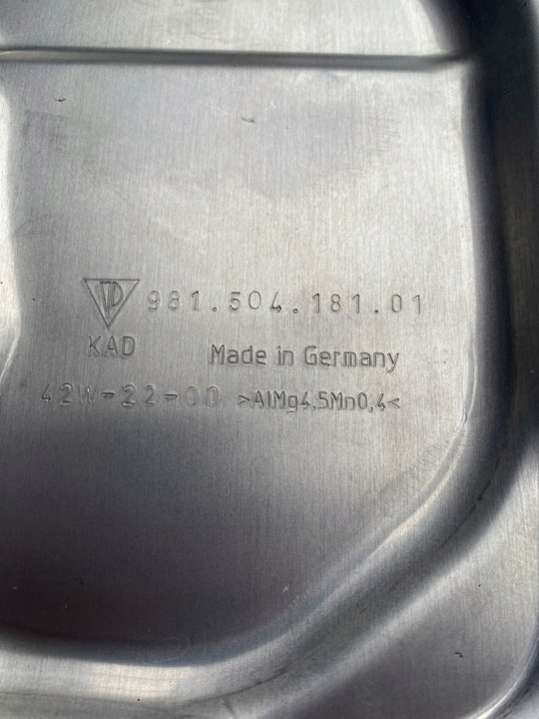 981.504.181.01
KAD Made in Germany
42W-22-00 >AlMg4,5Mn0,4<